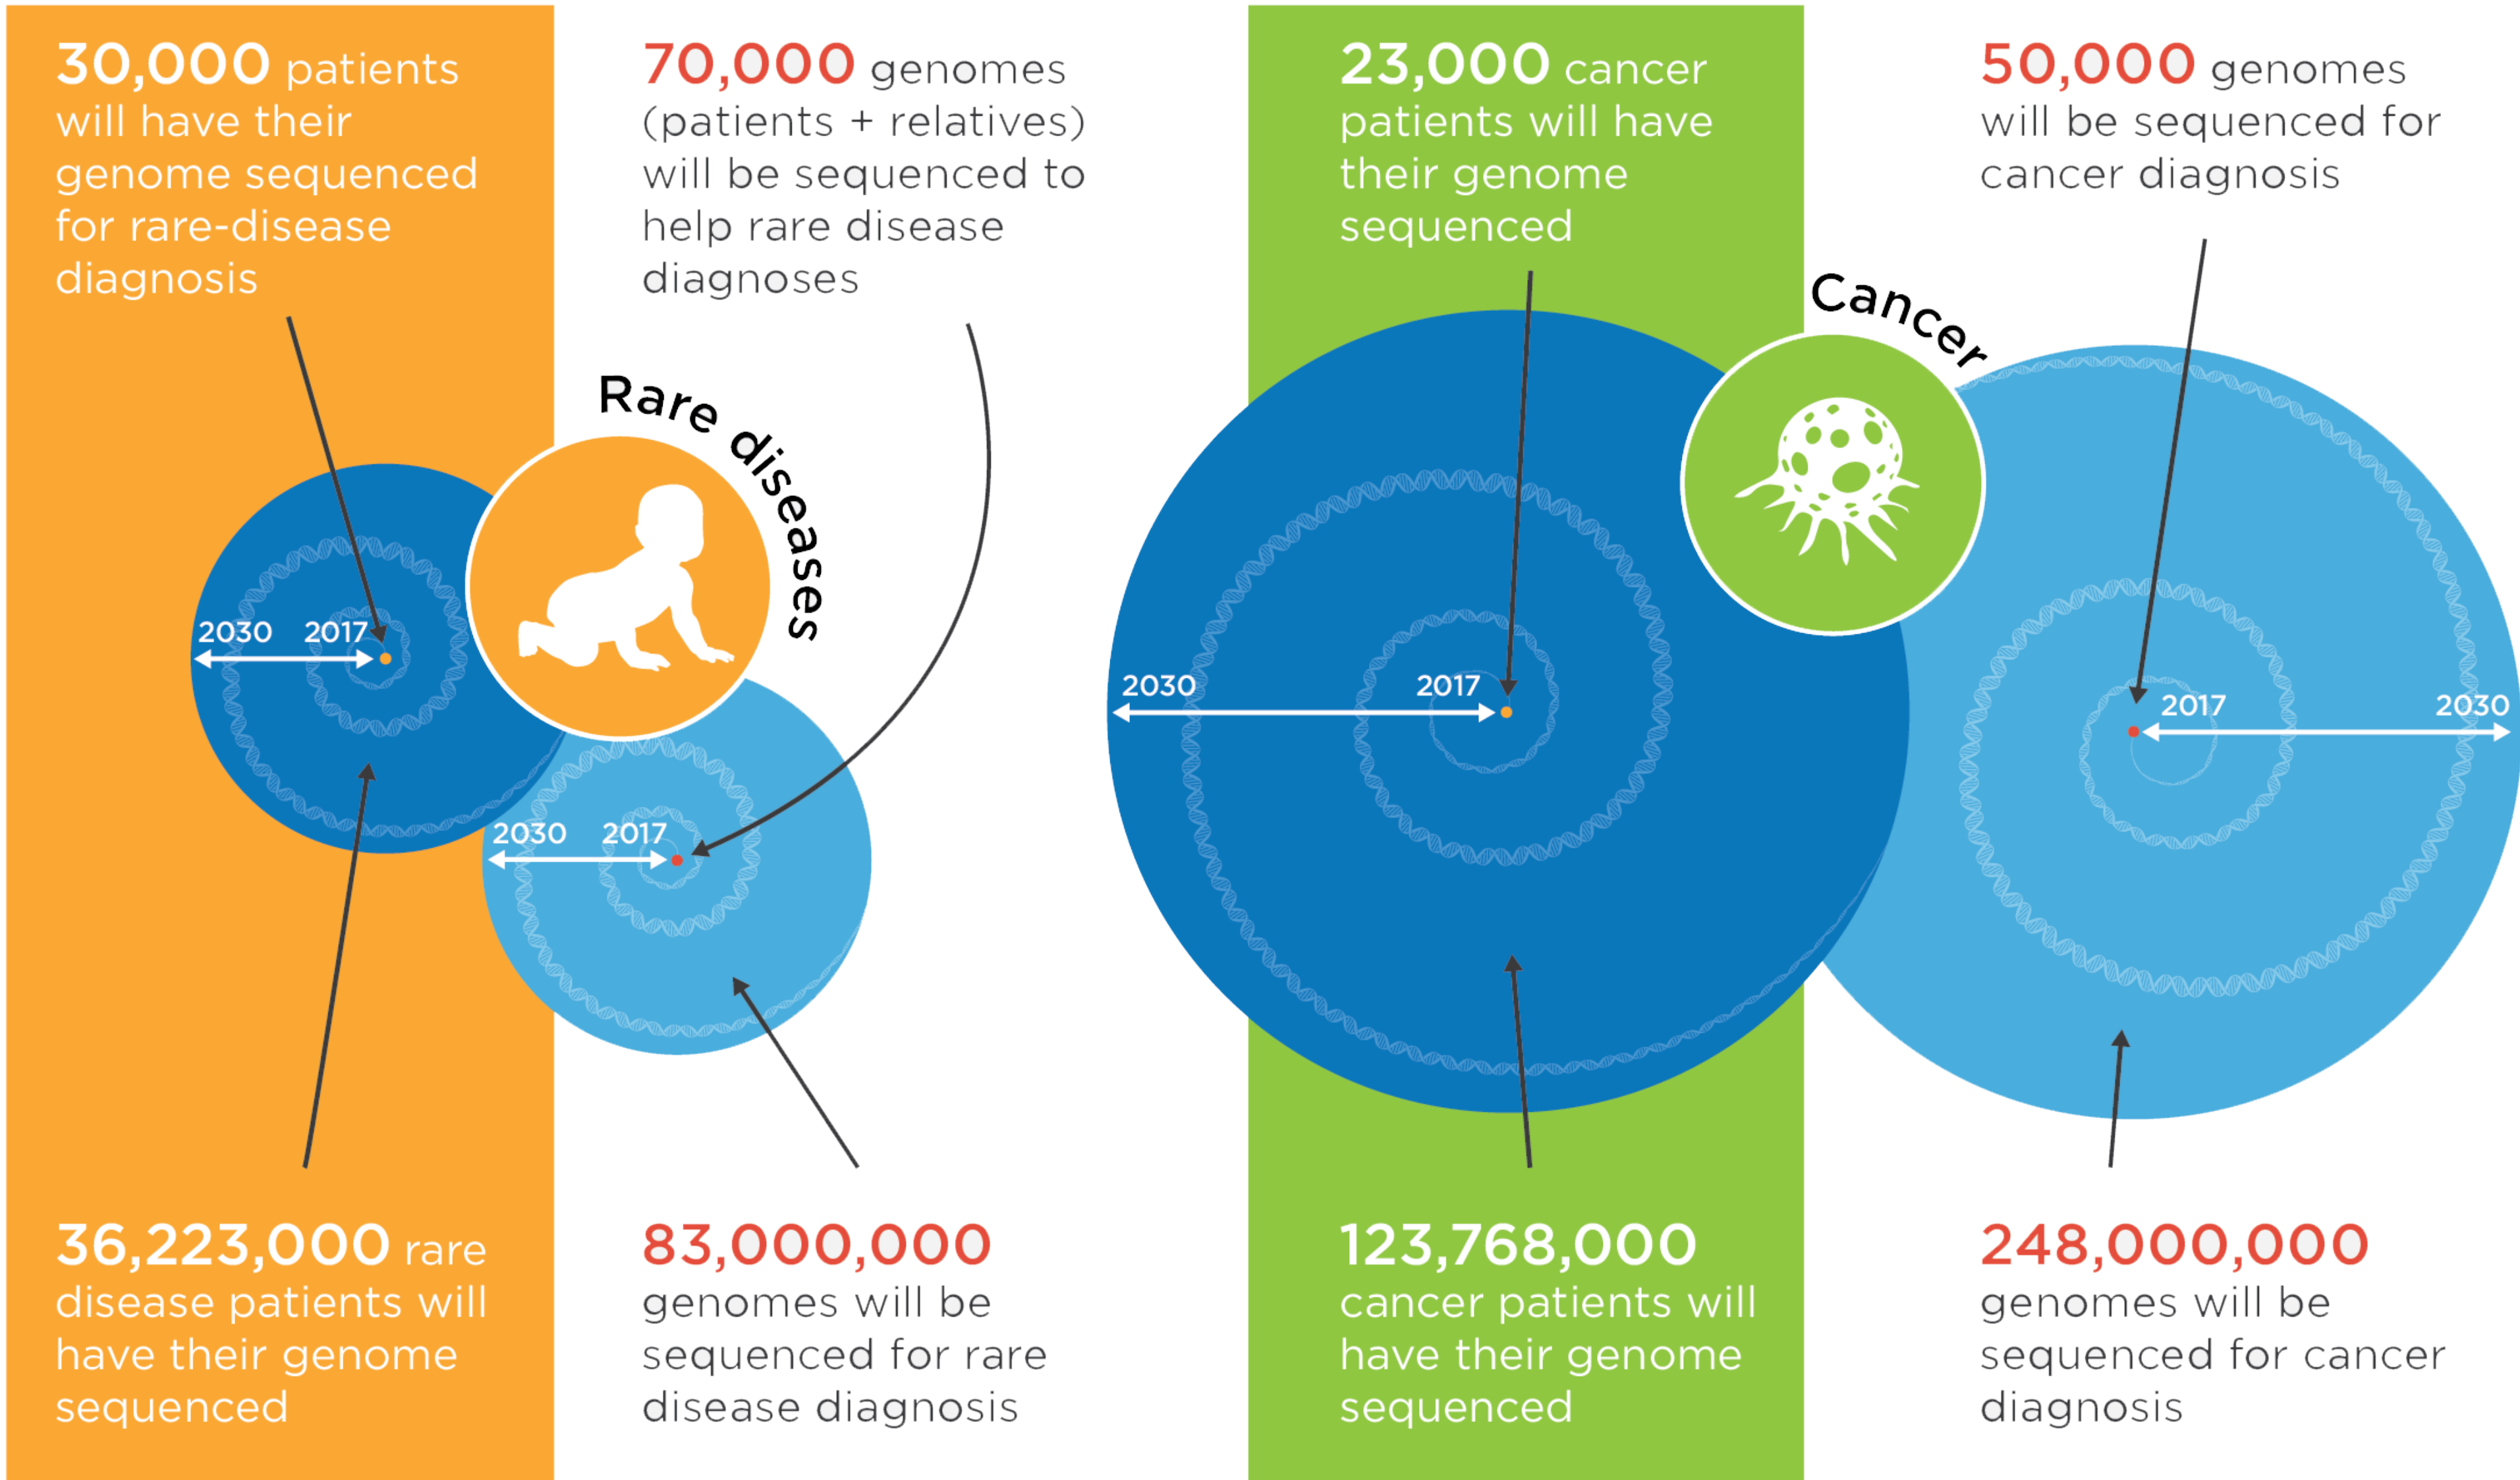 30,000 patients
will have their
genome sequenced
for rare-disease
diagnosis
70,000 genomes
(patients + relatives)
will be sequenced to
help rare disease
diagnoses
23,000 cancer
patients will have
their genome
sequenced
50,000 genomes
will be sequenced for
cancer diagnosis
Rare diseases
Cancer
2030 2017
2030 2017
2030 2017
2017 2030
36,223,000 rare
disease patients will
have their genome
sequenced
83,000,000
genomes will be
sequenced for rare
disease diagnosis
123,768,000
cancer patients will
have their genome
sequenced
248,000,000
genomes will be
sequenced for cancer
diagnosis